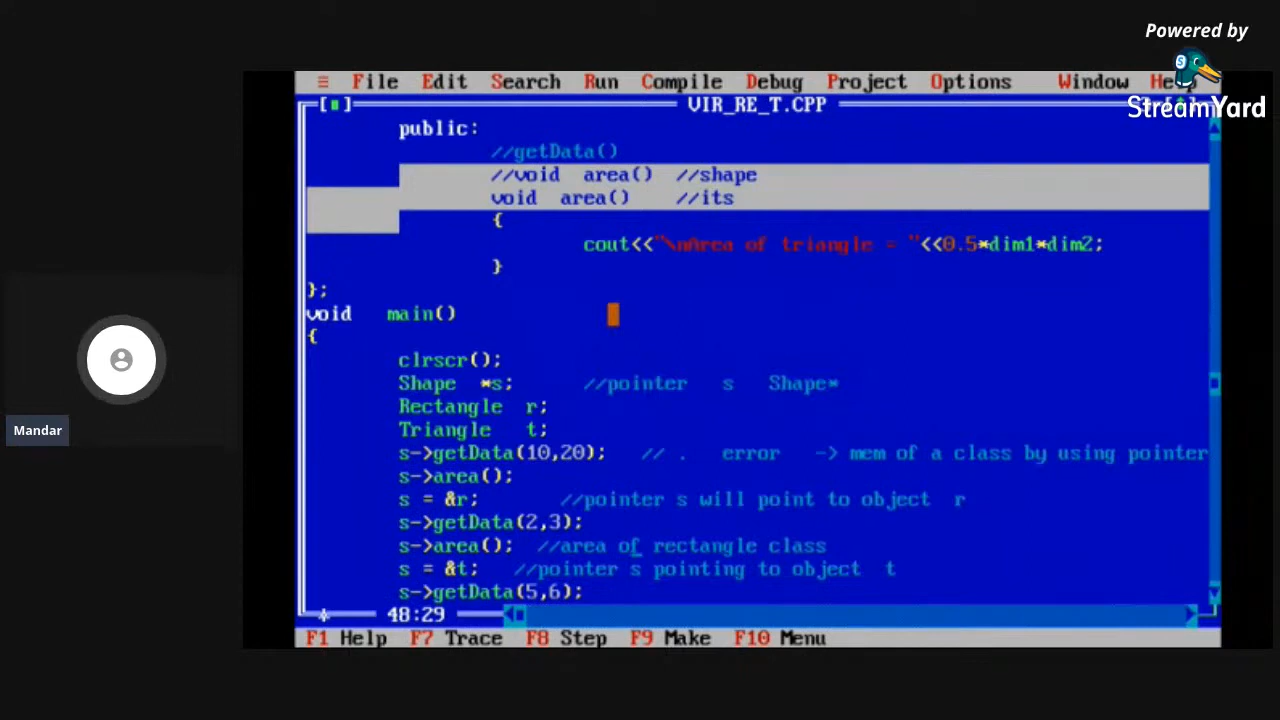 Powered by
StreamYard
≡ File Edit Search Run Compile Debug Project Options Window Help
VIR_RE_T.CPP
public:
//getData()
//void area() //shape
void area() //its
{
cout<<"\nArea of triangle = "<<0.5*dim1*dim2;
}
};
void main()
{
clrscr();
Shape *s; //pointer s Shape*
Rectangle r;
Triangle t;
s->getData(10,20); // . error -> mem of a class by using pointer
s->area();
s = &r; //pointer s will point to object r
s->getData(2,3);
s->area(); //area of rectangle class
s = &t; //pointer s pointing to object t
s->getData(5,6);
48:29
F1 Help F7 Trace F8 Step F9 Make F10 Menu
Mandar